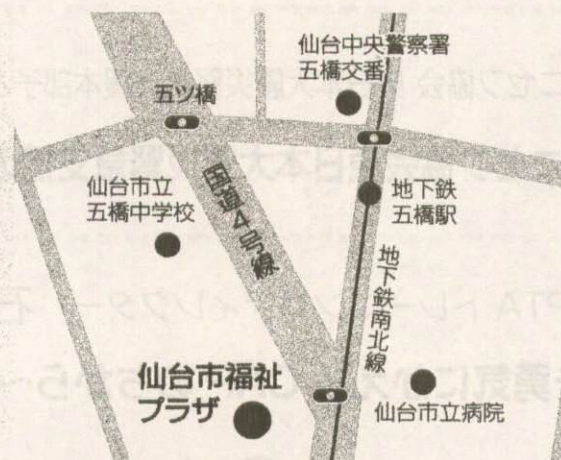 仙台中央警察署
五橋交番
五ツ橋
仙台市立
五橋中学校
国道4号線
地下鉄
五橋駅
地下鉄南北線
仙台市福祉
プラザ
仙台市立病院